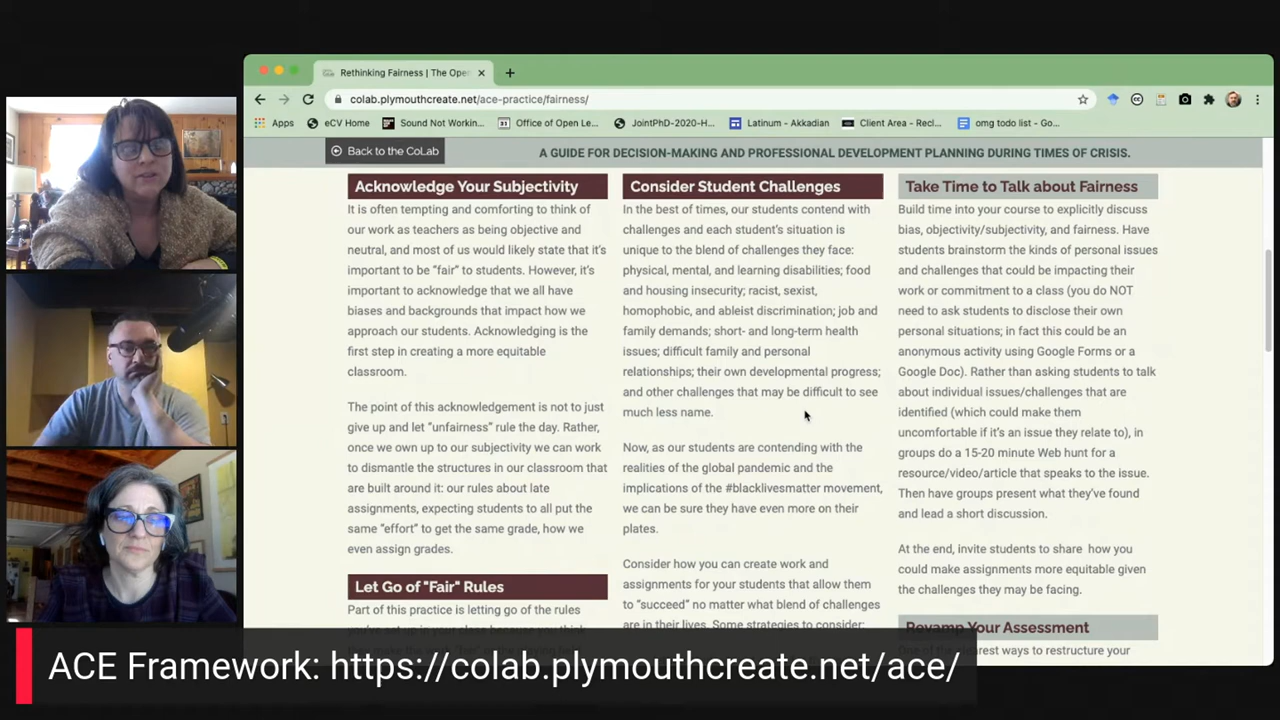 Rethinking Fairness | The Open
colab.plymouthcreate.net/ace-practice/fairness/
Apps
eCV Home
Sound Not Workin...
31
Office of Open Le...
JointPhD-2020-H...
Latinum - Akkadian
Client Area - Recl...
omg todo list - Go...
Back to the CoLab
A GUIDE FOR DECISION-MAKING AND PROFESSIONAL DEVELOPMENT PLANNING DURING TIMES OF CRISIS.
Acknowledge Your Subjectivity
It is often tempting and comforting to think of
our work as teachers as being objective and
neutral, and most of us would likely state that it's
important to be "fair" to students. However, it's
important to acknowledge that we all have
biases and backgrounds that impact how we
approach our students. Acknowledging is the
first step in creating a more equitable
classroom.
The point of this acknowledgement is not to just
give up and let "unfairness" rule the day. Rather,
once we own up to our subjectivity we can work
to dismantle the structures in our classroom that
are built around it: our rules about late
assignments, expecting students to all put the
same "effort" to get the same grade, how we
even assign grades.
Let Go of "Fair" Rules
Part of this practice is letting go of the rules
Consider Student Challenges
In the best of times, our students contend with
challenges and each student's situation is
unique to the blend of challenges they face:
physical, mental, and learning disabilities; food
and housing insecurity; racist, sexist,
homophobic, and ableist discrimination; job and
family demands; short- and long-term health
issues; difficult family and personal
relationships; their own developmental progress;
and other challenges that may be difficult to see
much less name.
Now, as our students are contending with the
realities of the global pandemic and the
implications of the #blacklivesmatter movement,
we can be sure they have even more on their
plates.
Consider how you can create work and
assignments for your students that allow them
to "succeed" no matter what blend of challenges
are in their lives. Some strategies to consider:
Take Time to Talk about Fairness
Build time into your course to explicitly discuss
bias, objectivity/subjectivity, and fairness. Have
students brainstorm the kinds of personal issues
and challenges that could be impacting their
work or commitment to a class (you do NOT
need to ask students to disclose their own
personal situations; in fact this could be an
anonymous activity using Google Forms or a
Google Doc). Rather than asking students to talk
about individual issues/challenges that are
identified (which could make them
uncomfortable if it's an issue they relate to), in
groups do a 15-20 minute Web hunt for a
resource/video/article that speaks to the issue.
Then have groups present what they've found
and lead a short discussion.
At the end, invite students to share how you
could make assignments more equitable given
the challenges they may be facing.
Revamp Your Assessment
ways to restructure your
ACE Framework: https://colab.plymouthcreate.net/ace/